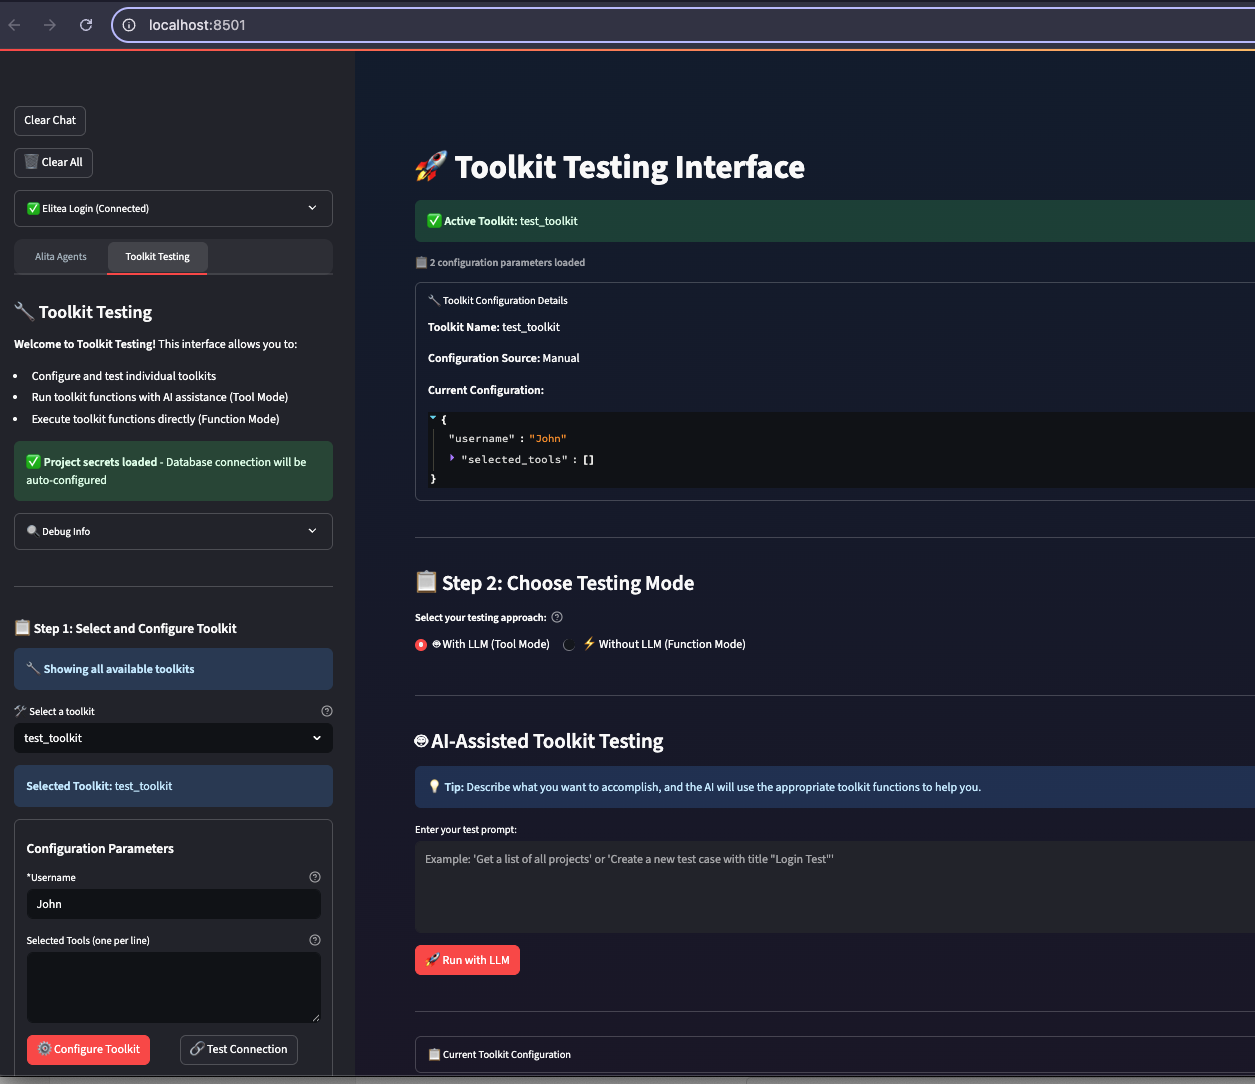 localhost:8501
Clear Chat
Clear All
Elitea Login (Connected)
Alita Agents
Toolkit Testing
Toolkit Testing
Welcome to Toolkit Testing! This interface allows you to:
Configure and test individual toolkits
Run toolkit functions with AI assistance (Tool Mode)
Execute toolkit functions directly (Function Mode)
Project secrets loaded - Database connection will be
auto-configured
Debug Info
Step 1: Select and Configure Toolkit
Showing all available toolkits
Select a toolkit
test_toolkit
Selected Toolkit: test_toolkit
Configuration Parameters
*Username
John
Selected Tools (one per line)
Configure Toolkit
Test Connection
Toolkit Testing Interface
Active Toolkit: test_toolkit
2 configuration parameters loaded
Toolkit Configuration Details
Toolkit Name: test_toolkit
Configuration Source: Manual
Current Configuration:
{
"username" : "John"
"selected_tools" : []
}
Step 2: Choose Testing Mode
Select your testing approach:
With LLM (Tool Mode)
Without LLM (Function Mode)
AI-Assisted Toolkit Testing
Tip: Describe what you want to accomplish, and the AI will use the appropriate toolkit functions to help you.
Enter your test prompt:
Example: 'Get a list of all projects' or 'Create a new test case with title "Login Test"'
Run with LLM
Current Toolkit Configuration